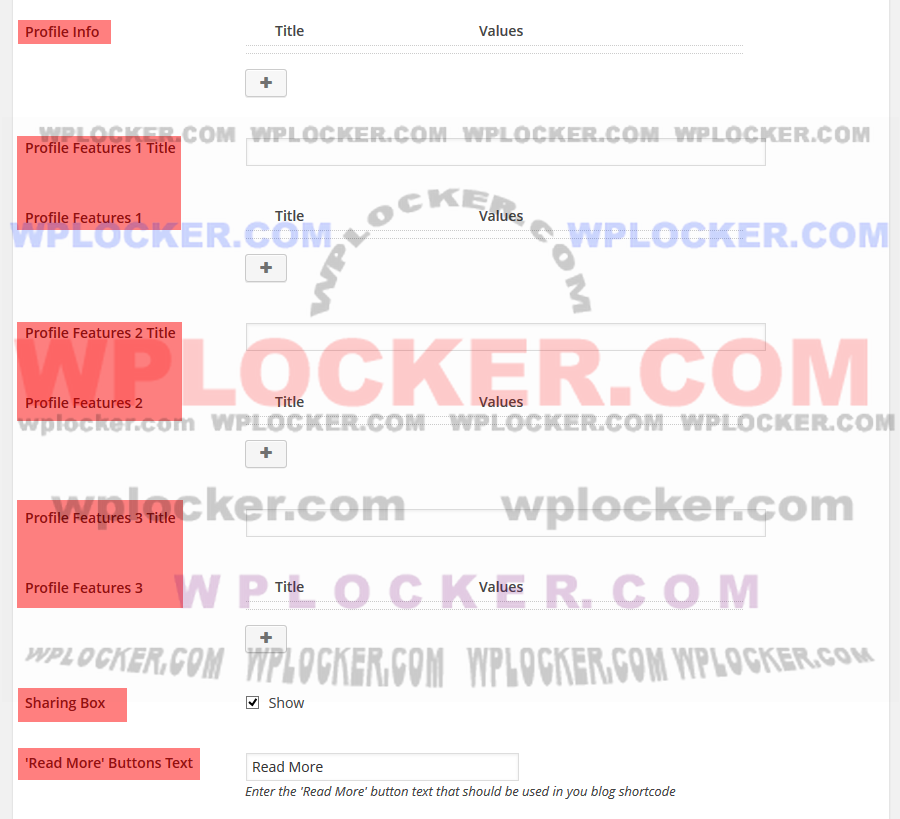 Profile Info Title Values
+
WPLOCKER.COM WPLOCKER.COM WPLOCKER.COM WPLOCKER.COM
Profile Features 1 Title
WPLOCKER.COM
Profile Features 1 Title Values
WPLOCKER.COM WPLOCKER.COM
+
Profile Features 2 Title
WPLOCKER.COM
Profile Features 2 Title Values
wplocker.com WPLOCKER.COM WPLOCKER.COM WPLOCKER.COM
+
wplocker.com wplocker.com
Profile Features 3 Title
Profile Features 3 Title Values
WPLOCKER.COM
+
WPLOCKER.COM WPLOCKER.COM WPLOCKER.COM WPLOCKER.COM
Sharing Box Show
'Read More' Buttons Text Read More
Enter the 'Read More' button text that should be used in you blog shortcode